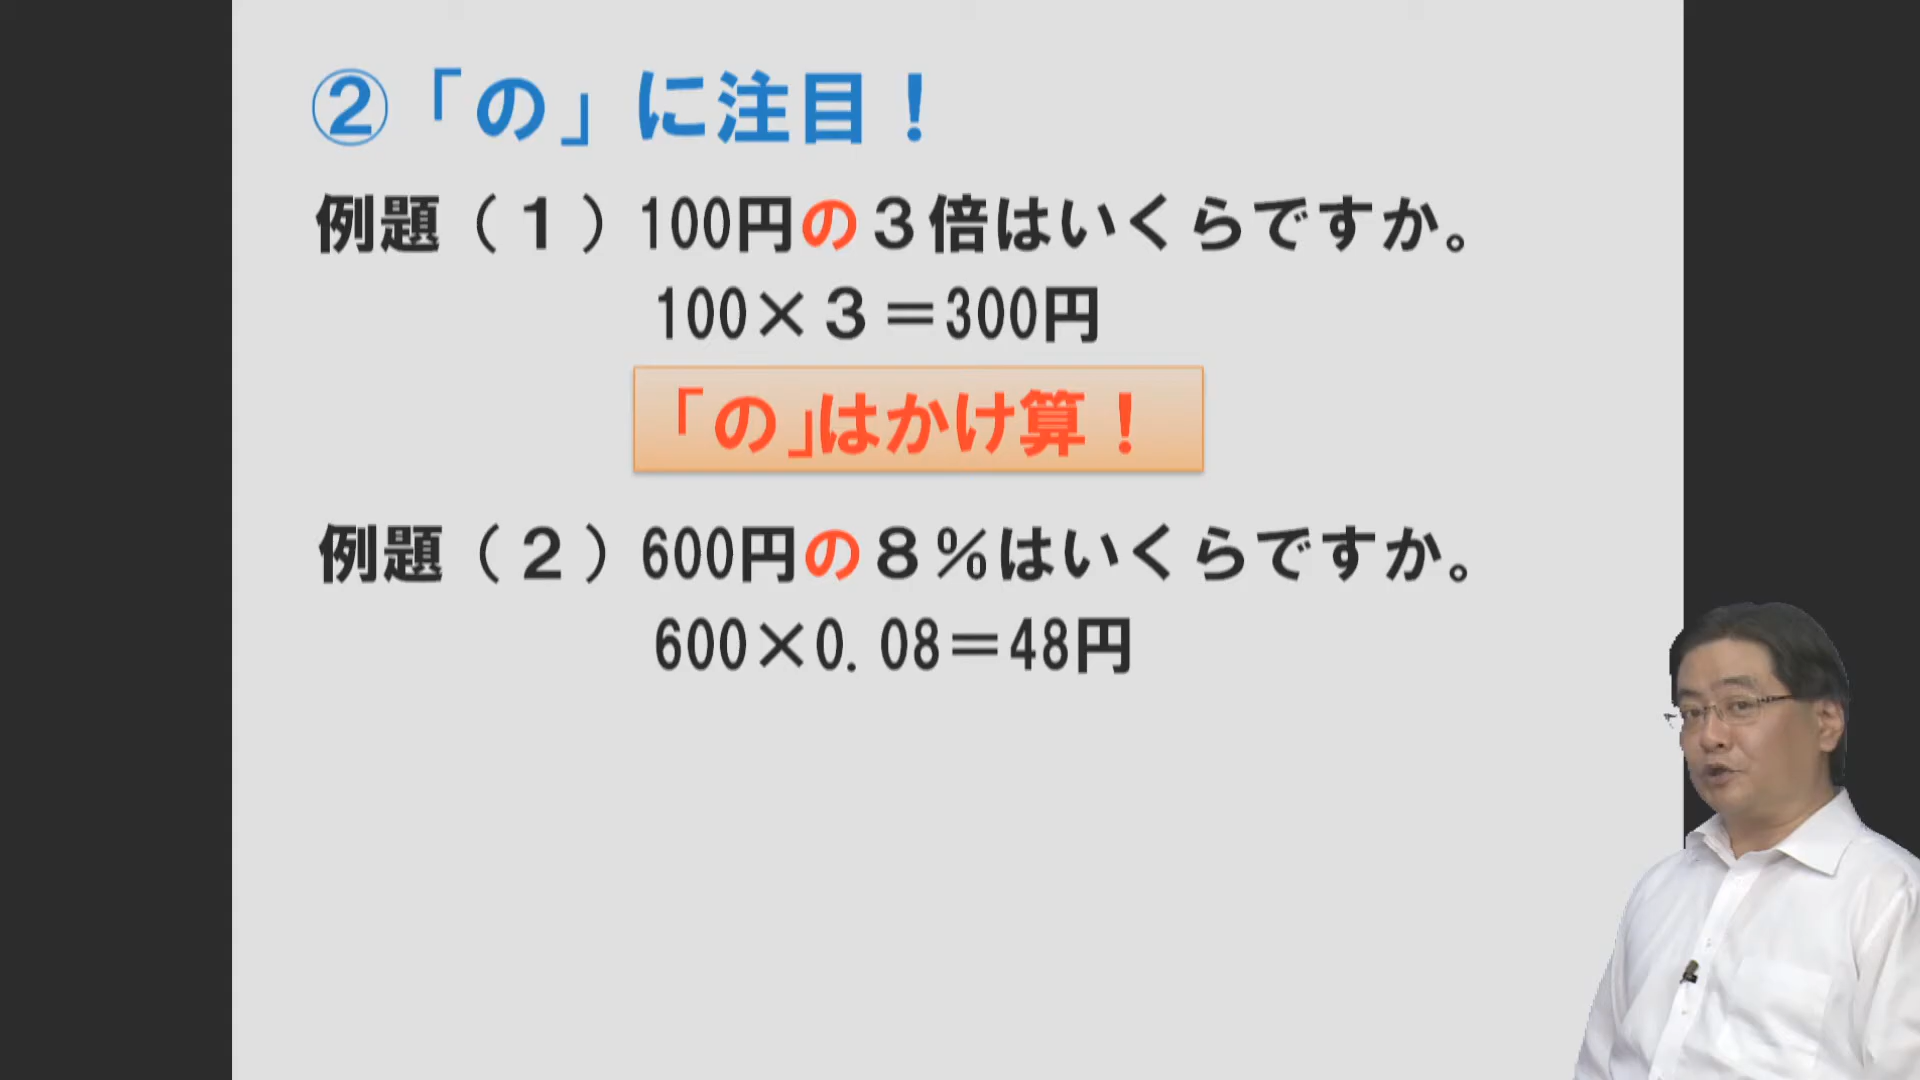 ②「の」に注目！
例題（１）100円の３倍はいくらですか。
100×３＝300円
「の」はかけ算！
例題（２）600円の８％はいくらですか。
600×0.08＝48円